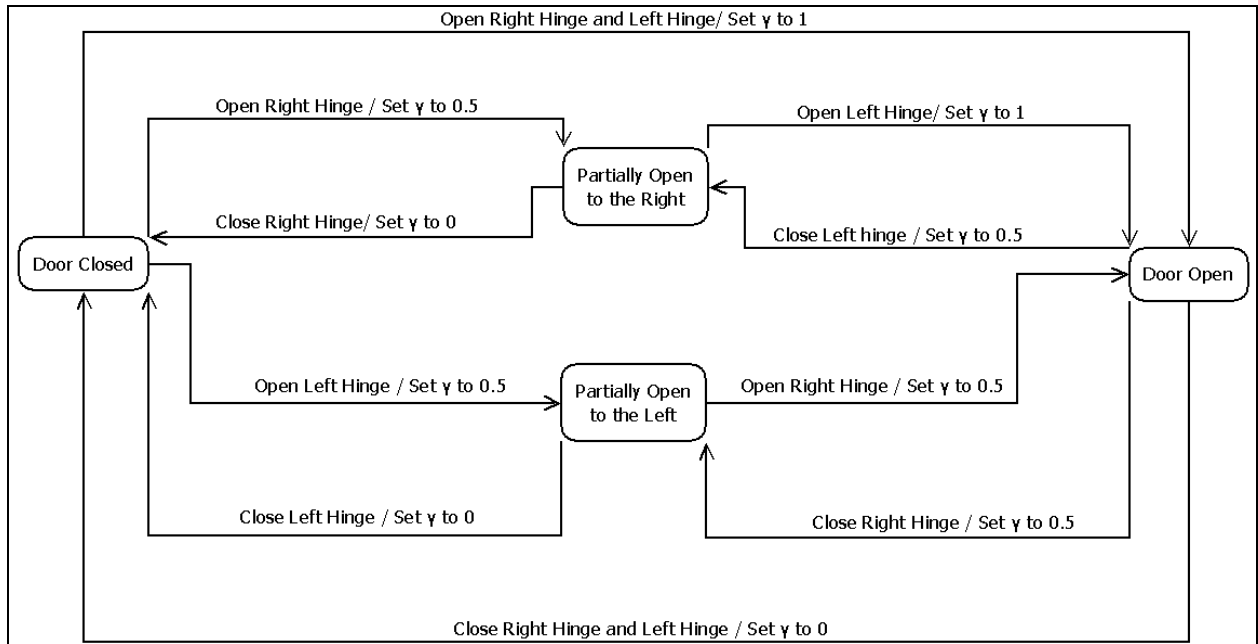 Open Right Hinge and Left Hinge/ Set γ to 1
Open Right Hinge / Set γ to 0.5
Open Left Hinge/ Set γ to 1
Partially Open
to the Right
Close Right Hinge/ Set γ to 0
Close Left hinge / Set γ to 0.5
Door Closed
Door Open
Open Left Hinge / Set γ to 0.5
Partially Open
to the Left
Open Right Hinge / Set γ to 0.5
Close Left Hinge / Set γ to 0
Close Right Hinge / Set γ to 0.5
Close Right Hinge and Left Hinge / Set γ to 0